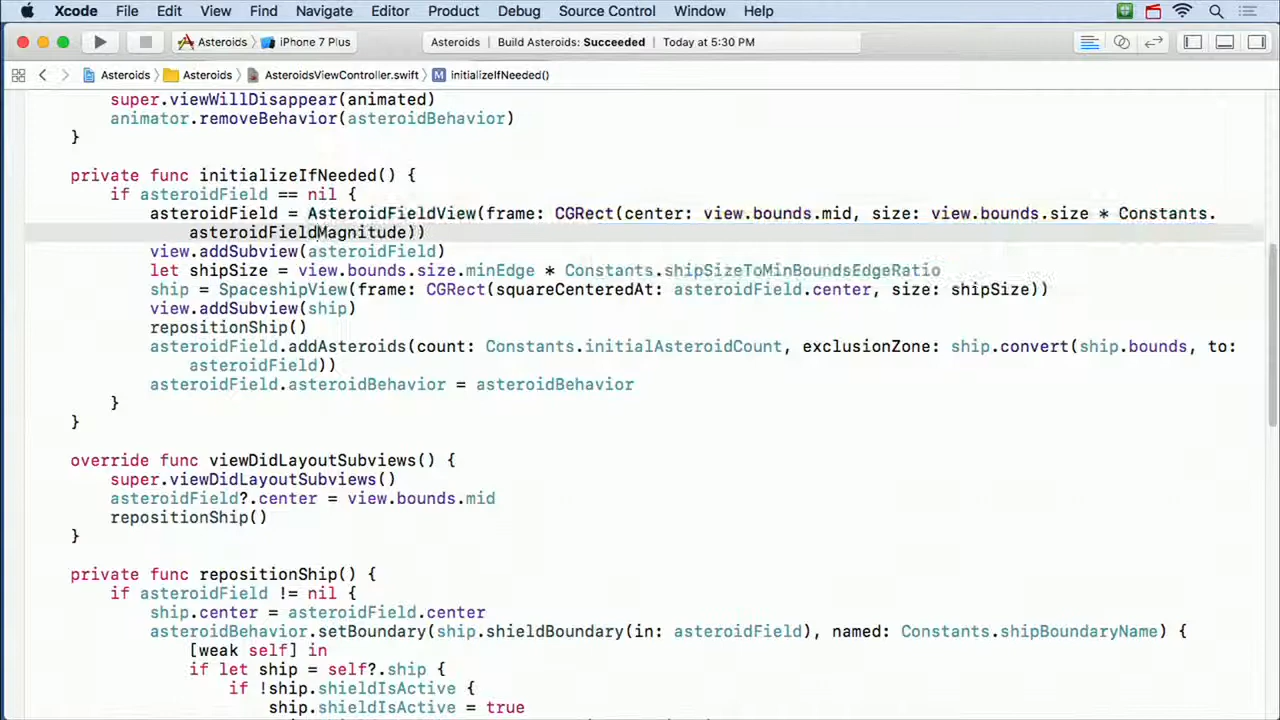 Xcode File Edit View Find Navigate Editor Product Debug Source Control Window Help
Asteroids iPhone 7 Plus Asteroids Build Asteroids: Succeeded Today at 5:30 PM
Asteroids Asteroids AsteroidsViewController.swift M initializeIfNeeded()
super.viewWillDisappear(animated)
animator.removeBehavior(asteroidBehavior)
}
private func initializeIfNeeded() {
if asteroidField == nil {
asteroidField = AsteroidFieldView(frame: CGRect(center: view.bounds.mid, size: view.bounds.size * Constants.
asteroidFieldMagnitude))
view.addSubview(asteroidField)
let shipSize = view.bounds.size.minEdge * Constants.shipSizeToMinBoundsEdgeRatio
ship = SpaceshipView(frame: CGRect(squareCenteredAt: asteroidField.center, size: shipSize))
view.addSubview(ship)
repositionShip()
asteroidField.addAsteroids(count: Constants.initialAsteroidCount, exclusionZone: ship.convert(ship.bounds, to:
asteroidField))
asteroidField.asteroidBehavior = asteroidBehavior
}
}
override func viewDidLayoutSubviews() {
super.viewDidLayoutSubviews()
asteroidField?.center = view.bounds.mid
repositionShip()
}
private func repositionShip() {
if asteroidField != nil {
ship.center = asteroidField.center
asteroidBehavior.setBoundary(ship.shieldBoundary(in: asteroidField), named: Constants.shipBoundaryName) {
[weak self] in
if let ship = self?.ship {
if !ship.shieldIsActive {
ship.shieldIsActive = true